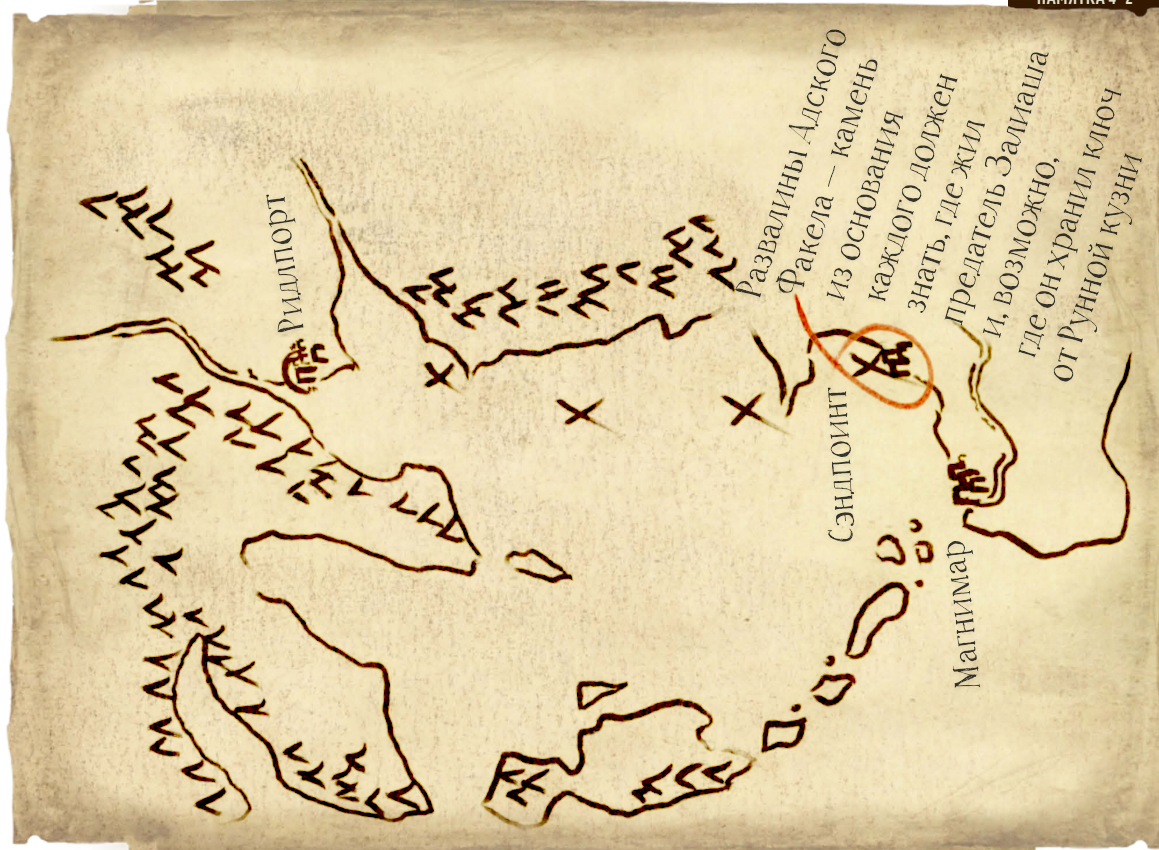 ПАМЯТКА 4-2
Ридлпорт
Развалины Адского
Факела – камень
из основания
каждого должен
знать, где жил
предатель Залиаша
и, возможно,
где он хранил ключ
от Рунной кузни
Сэндпоинт
Магнимар